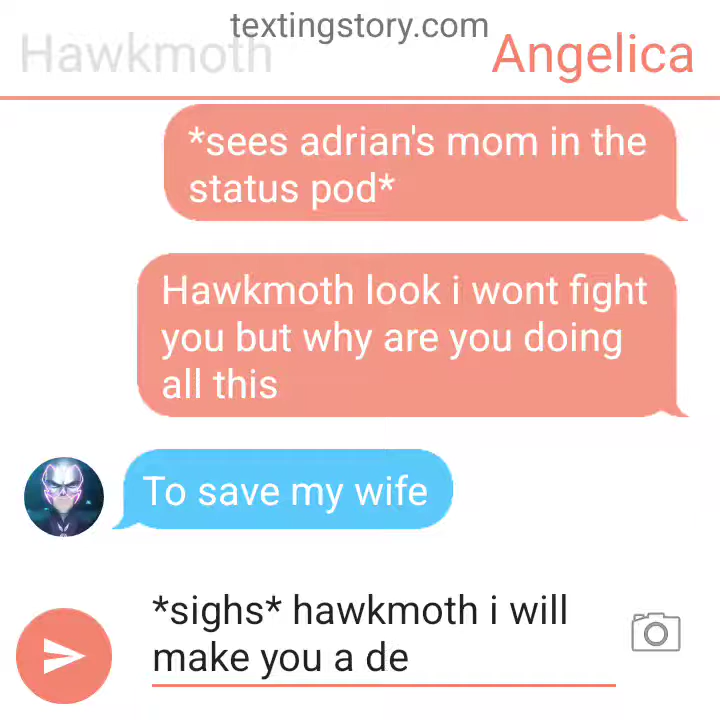 textingstory.com
Hawkmoth
Angelica
*sees adrian's mom in the
status pod*
Hawkmoth look i wont fight
you but why are you doing
all this
To save my wife
*sighs* hawkmoth i will
make you a de